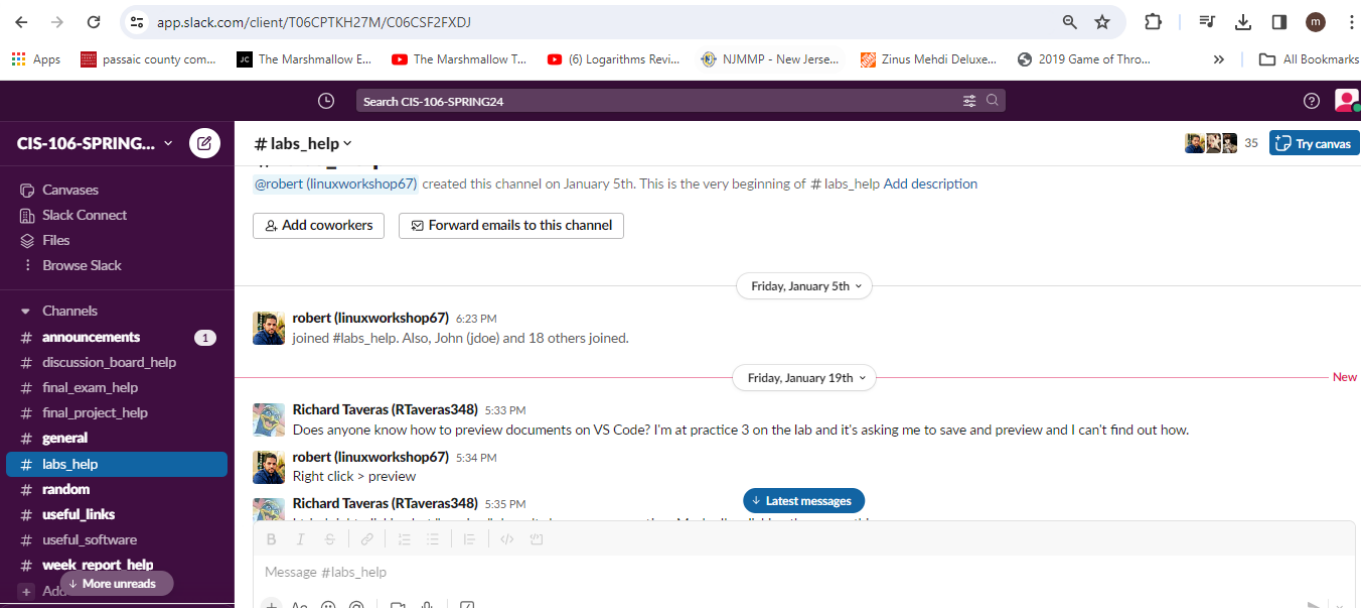 app.slack.com/client/T06CPTKH27M/C06CSF2FXDJ
m
Apps passaic county com... JC The Marshmallow E... The Marshmallow T... (6) Logarithms Revi... NJMMP - New Jerse... Zinus Mehdi Deluxe... 2019 Game of Thro... » All Bookmarks
Search CIS-106-SPRING24
CIS-106-SPRING...
Canvases
Slack Connect
Files
Browse Slack
Channels
# announcements 1
# discussion_board_help
# final_exam_help
# final_project_help
# general
# labs_help
# random
# useful_links
# useful_software
# week_report_help
+ Add
↓ More unreads
# labs_help
35
Try canvas
@robert (linuxworkshop67) created this channel on January 5th. This is the very beginning of # labs_help Add description
Add coworkers
Forward emails to this channel
Friday, January 5th
robert (linuxworkshop67) 6:23 PM
joined #labs_help. Also, John (jdoe) and 18 others joined.
Friday, January 19th
New
Richard Taveras (RTaveras348) 5:33 PM
Does anyone know how to preview documents on VS Code? I'm at practice 3 on the lab and it's asking me to save and preview and I can't find out how.
robert (linuxworkshop67) 5:34 PM
Right click > preview
Richard Taveras (RTaveras348) 5:35 PM
↓ Latest messages
B I S
Message #labs_help
+ Aa @